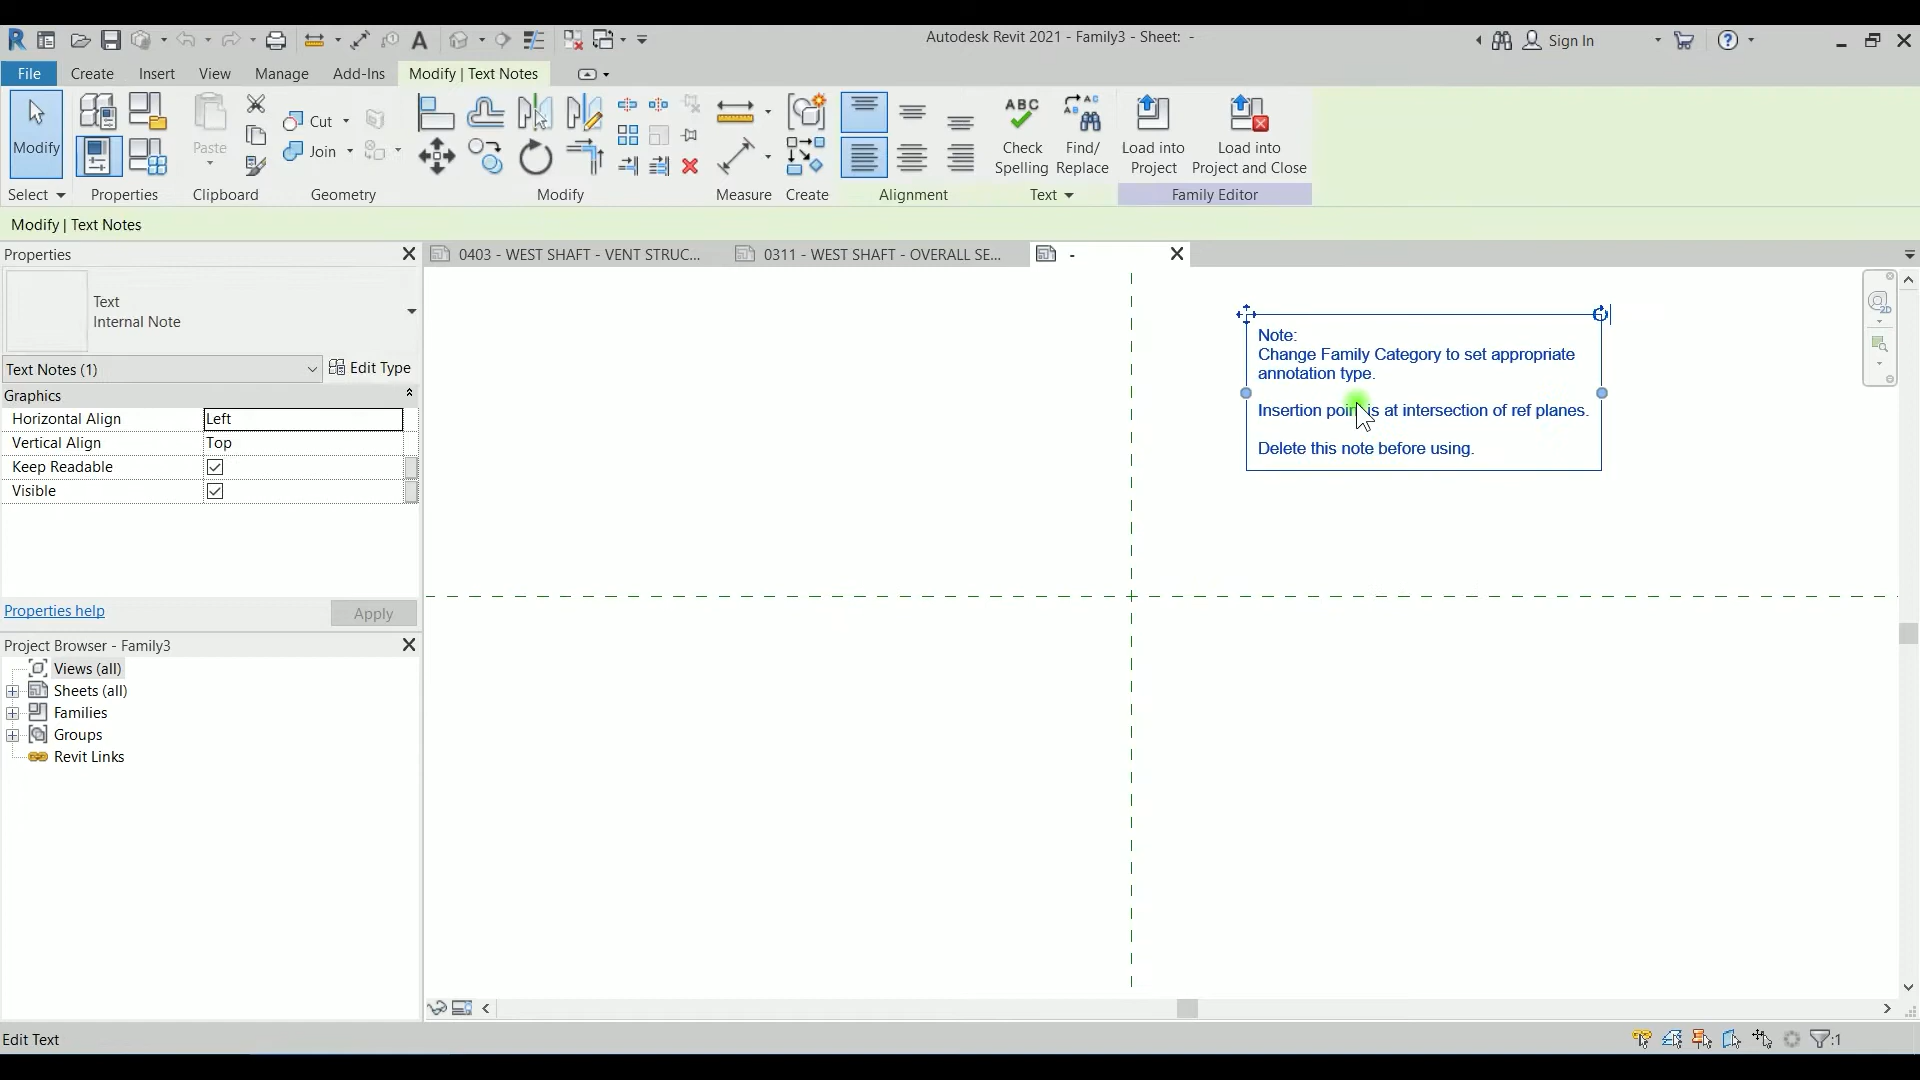 Autodesk Revit 2021 - Family3 - Sheet: -
Sign In
File
Create
Insert
View
Manage
Add-Ins
Modify | Text Notes
Modify
Paste
Cut
Join
ABC
Check
Spelling
Find/
Replace
Load into
Project
Load into
Project and Close
Select
Properties
Clipboard
Geometry
Modify
Measure
Create
Alignment
Text
Family Editor
Modify | Text Notes
Properties
0403 - WEST SHAFT - VENT STRUC...
0311 - WEST SHAFT - OVERALL SE...
-
Text
Internal Note
Text Notes (1)
Edit Type
Graphics
Horizontal Align
Left
Vertical Align
Top
Keep Readable
Visible
Properties help
Apply
Project Browser - Family3
Views (all)
Sheets (all)
Families
Groups
Revit Links
Note:
Change Family Category to set appropriate
annotation type.
Insertion point is at intersection of ref planes.
Delete this note before using.
2D
Edit Text
:1